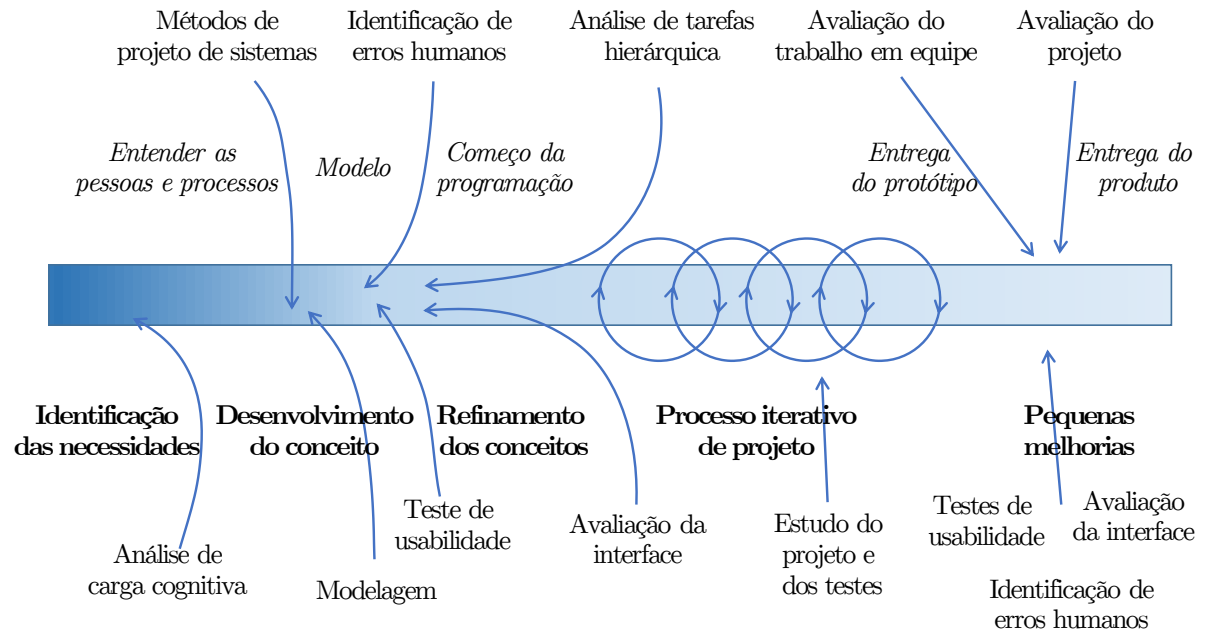 Métodos de
projeto de sistemas
Identificação de
erros humanos
Análise de tarefas
hierárquica
Avaliação do
trabalho em equipe
Avaliação do
projeto
Entender as
pessoas e processos
Modelo
Começo da
programação
Entrega
do protótipo
Entrega do
produto
Identificação
das necessidades
Desenvolvimento
do conceito
Refinamento
dos conceitos
Processo iterativo
de projeto
Pequenas
melhorias
Análise de
carga cognitiva
Modelagem
Teste de
usabilidade
Avaliação da
interface
Estudo do
projeto e
dos testes
Testes de
usabilidade
Avaliação
da interface
Identificação de
erros humanos